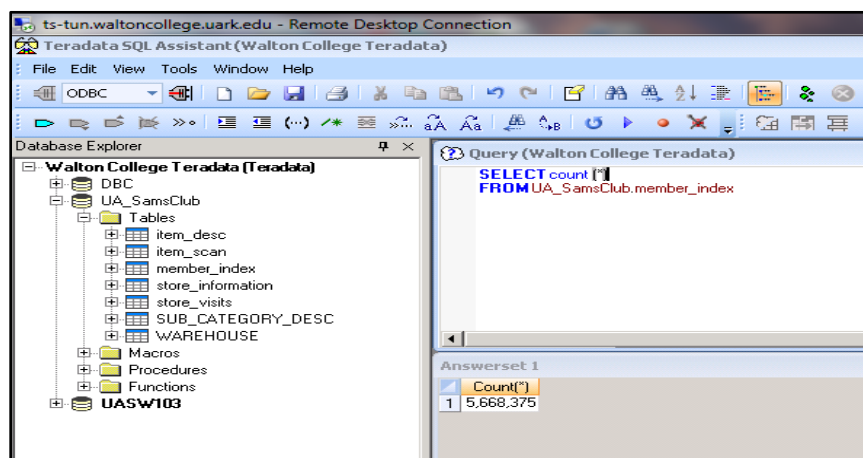 ts-tun.waltoncollege.uark.edu - Remote Desktop Connection
Teradata SQL Assistant (Walton College Teradata)
File Edit View Tools Window Help
ODBC
Database Explorer
Walton College Teradata (Teradata)
DBC
UA_SamsClub
Tables
item_desc
item_scan
member_index
store_information
store_visits
SUB_CATEGORY_DESC
WAREHOUSE
Macros
Procedures
Functions
UASW103
Query (Walton College Teradata)
SELECT count (*)
FROM UA_SamsClub.member_index
Answerset 1
Count(*)
1 5,668,375